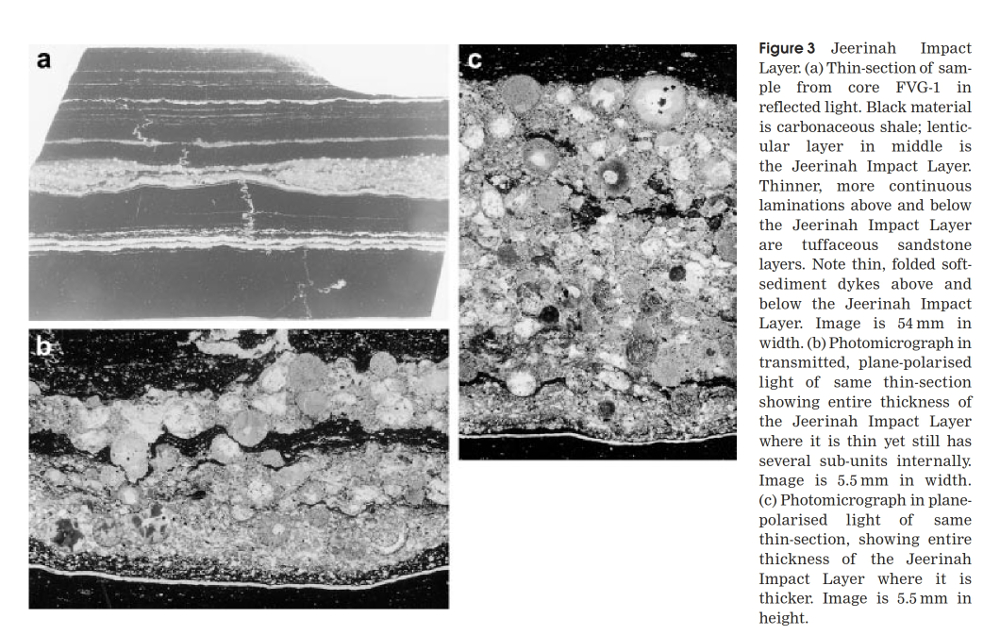 a
b
c
Figure 3 Jeerinah Impact
Layer. (a) Thin-section of sam-
ple from core FVG-1 in
reflected light. Black material
is carbonaceous shale; lentic-
ular layer in middle is
the Jeerinah Impact Layer.
Thinner, more continuous
laminations above and below
the Jeerinah Impact Layer
are tuffaceous sandstone
layers. Note thin, folded soft-
sediment dykes above and
below the Jeerinah Impact
Layer. Image is 54 mm in
width. (b) Photomicrograph in
transmitted, plane-polarised
light of same thin-section
showing entire thickness of
the Jeerinah Impact Layer
where it is thin yet still has
several sub-units internally.
Image is 5.5 mm in width.
(c) Photomicrograph in plane-
polarised light of same
thin-section, showing entire
thickness of the Jeerinah
Impact Layer where it is
thicker. Image is 5.5 mm in
height.